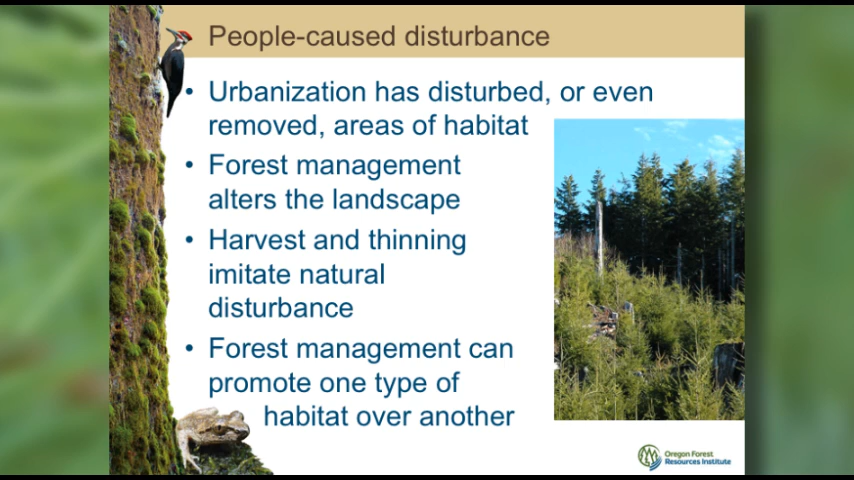 People-caused disturbance
• Urbanization has disturbed, or even
removed, areas of habitat
• Forest management
alters the landscape
• Harvest and thinning
imitate natural
disturbance
• Forest management can
promote one type of
habitat over another
Oregon Forest
Resources Institute